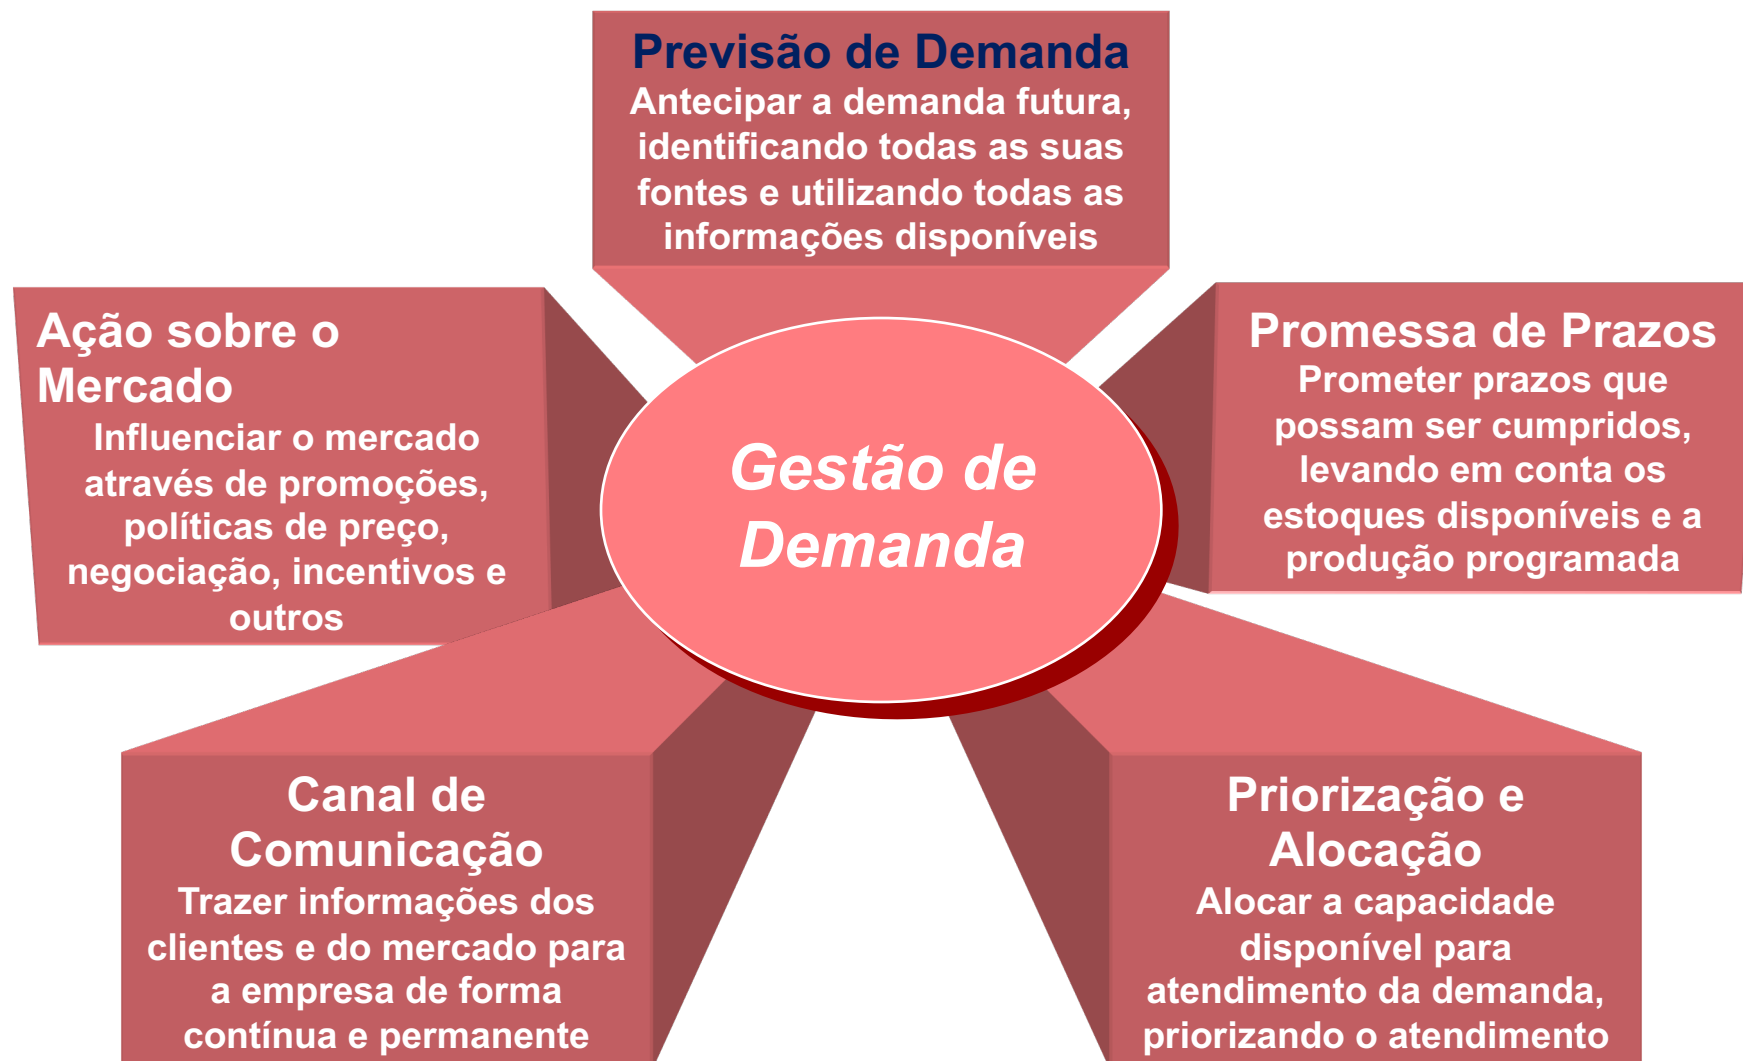 Previsão de Demanda
Antecipar a demanda futura,
identificando todas as suas
fontes e utilizando todas as
informações disponíveis
Ação sobre o
Mercado
Influenciar o mercado
através de promoções,
políticas de preço,
negociação, incentivos e
outros
Gestão de
Demanda
Promessa de Prazos
Prometer prazos que
possam ser cumpridos,
levando em conta os
estoques disponíveis e a
produção programada
Canal de
Comunicação
Trazer informações dos
clientes e do mercado para
a empresa de forma
contínua e permanente
Priorização e
Alocação
Alocar a capacidade
disponível para
atendimento da demanda,
priorizando o atendimento